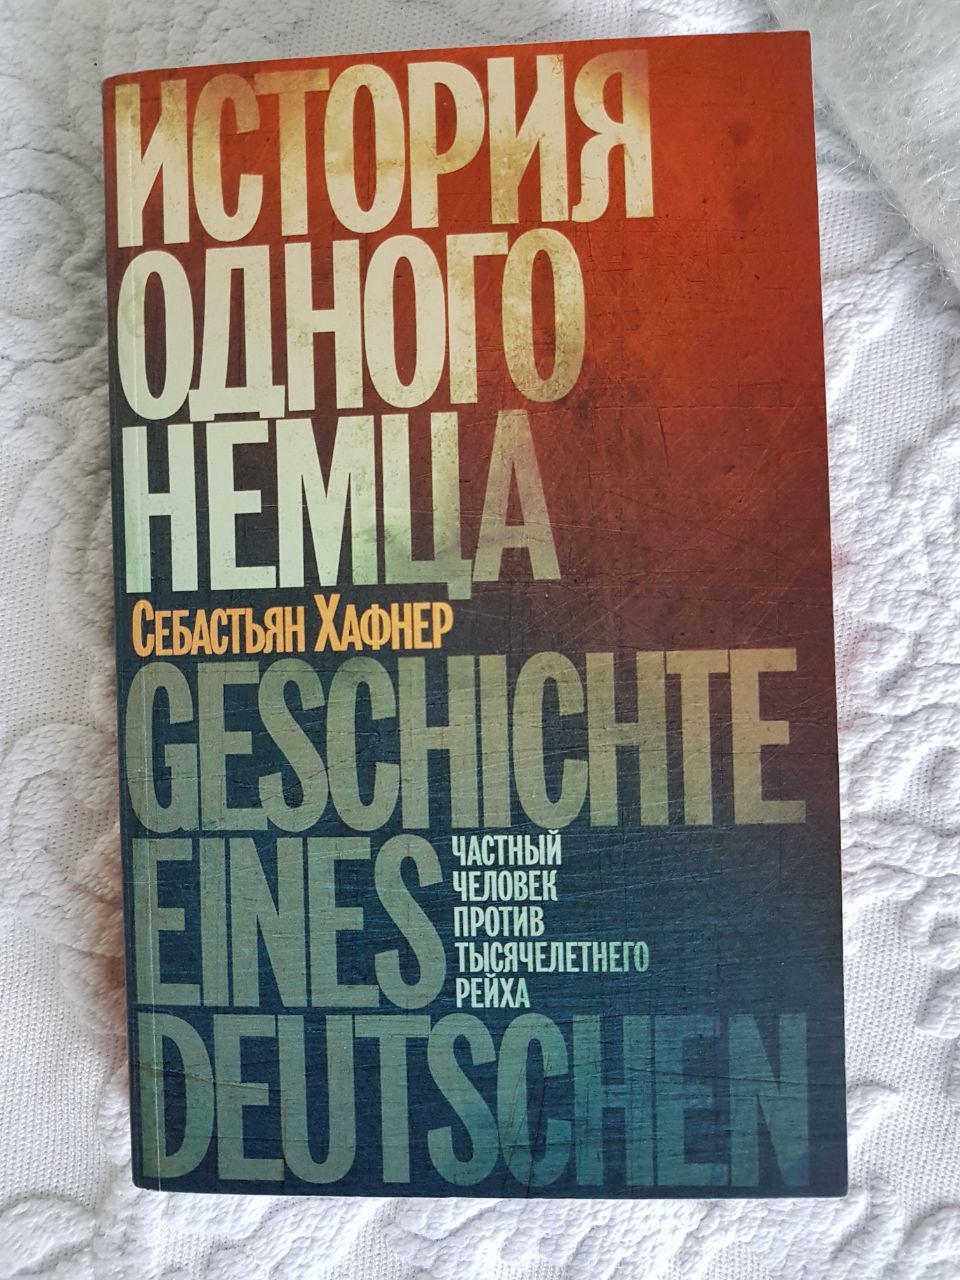 ИСТОРИЯ
ОДНОГО
НЕМЦА
СЕБАСТЬЯН ХАФНЕР
GESCHICHTE
EINES
ЧАСТНЫЙ
ЧЕЛОВЕК
ПРОТИВ
ТЫСЯЧЕЛЕТНЕГО
РЕЙХА
DEUTSCHEN